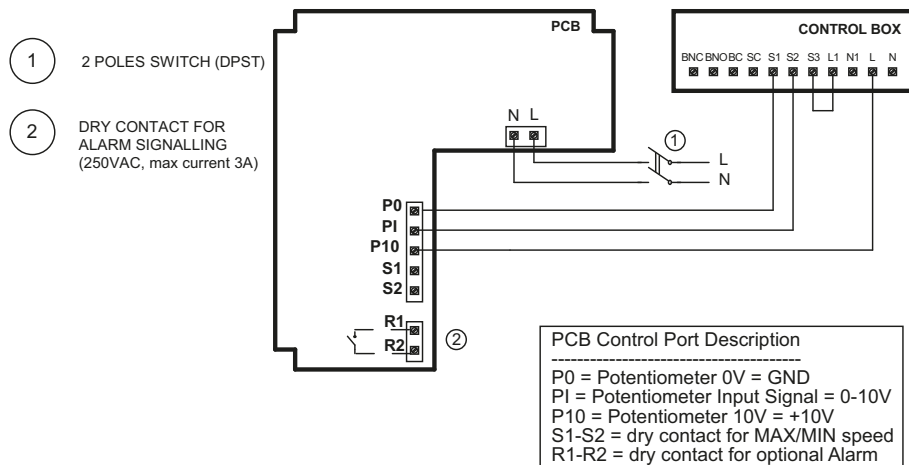 PCB
CONTROL BOX
BNC BNO BC SC S1 S2 S3 L1 N1 L N
1
2 POLES SWITCH (DPST)
2
DRY CONTACT FOR
ALARM SIGNALLING
(250VAC, max current 3A)
N L
1
L
N
P0
PI
P10
S1
S2
R1
R2
2
PCB Control Port Description
---------------------------------------
P0 = Potentiometer 0V = GND
PI = Potentiometer Input Signal = 0-10V
P10 = Potentiometer 10V = +10V
S1-S2 = dry contact for MAX/MIN speed
R1-R2 = dry contact for optional Alarm